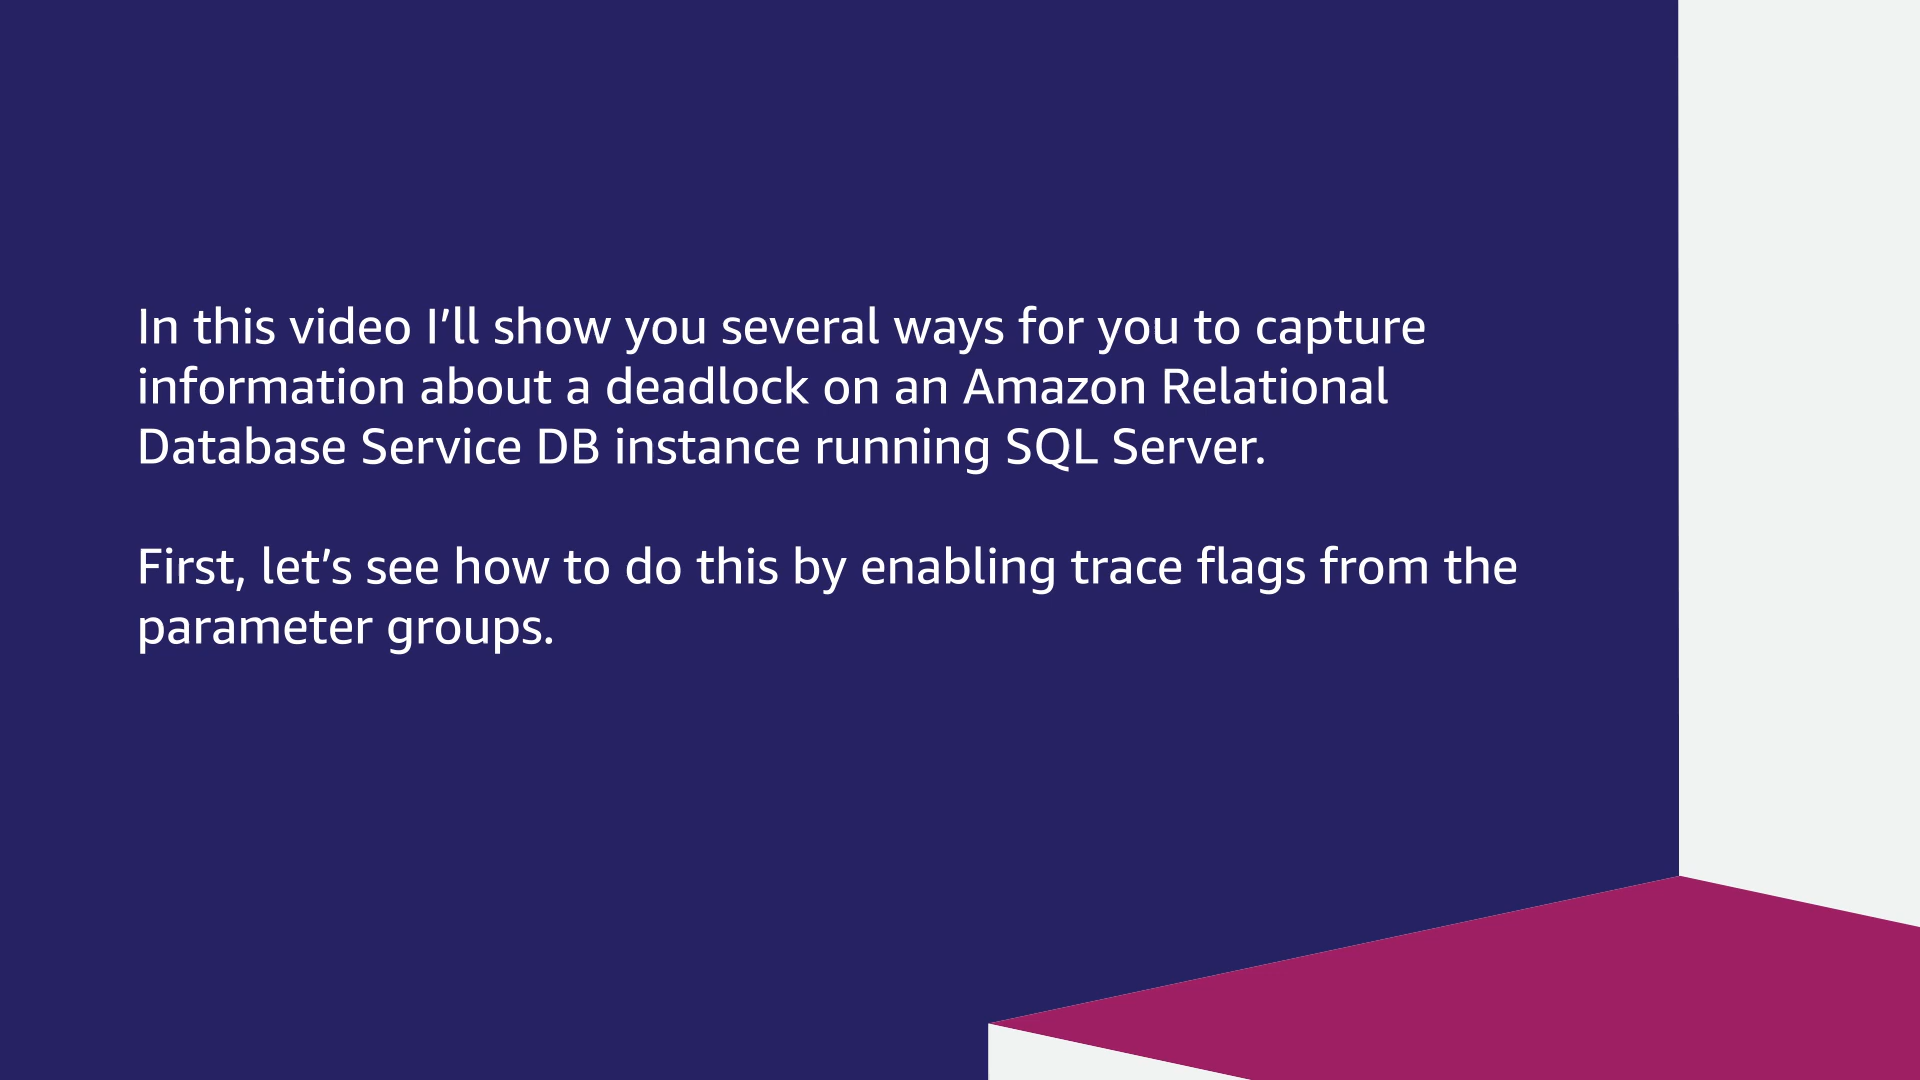 In this video I’ll show you several ways for you to capture
information about a deadlock on an Amazon Relational
Database Service DB instance running SQL Server.
First, let’s see how to do this by enabling trace flags from the
parameter groups.